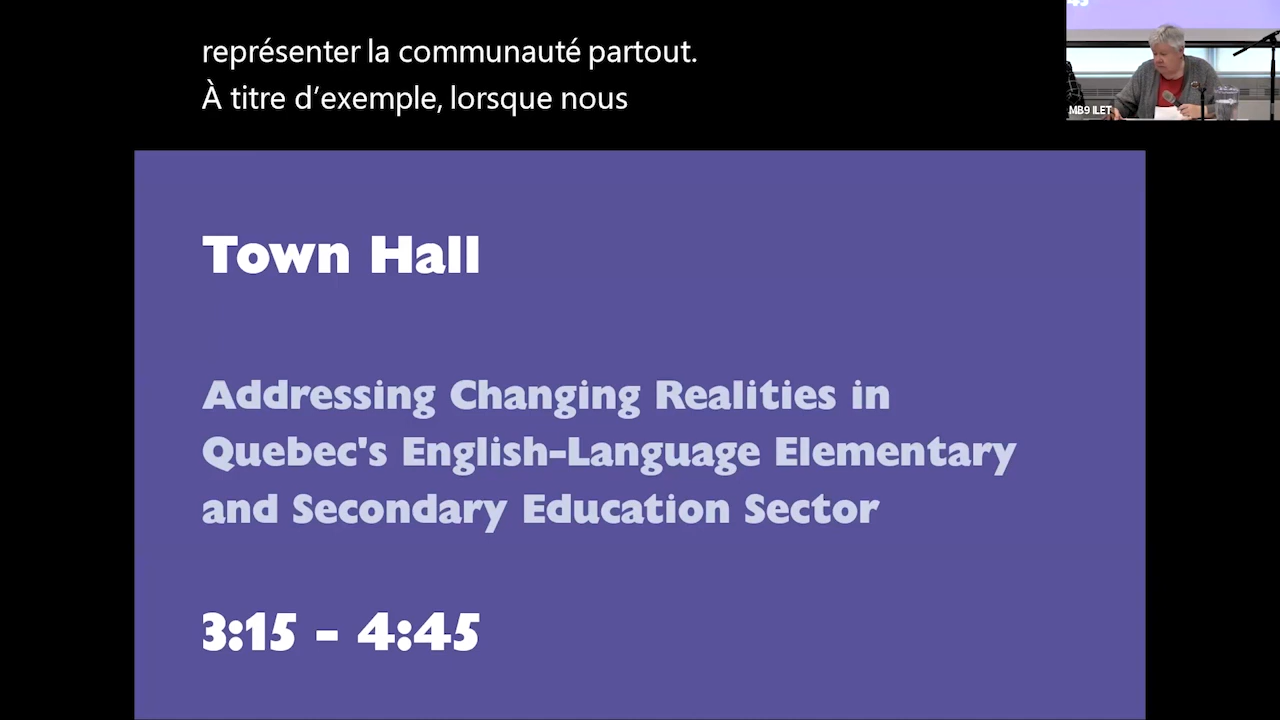 représenter la communauté partout.
À titre d’exemple, lorsque nous
MB9 ILET
Town Hall
Addressing Changing Realities in
Quebec's English-Language Elementary
and Secondary Education Sector
3:15 - 4:45